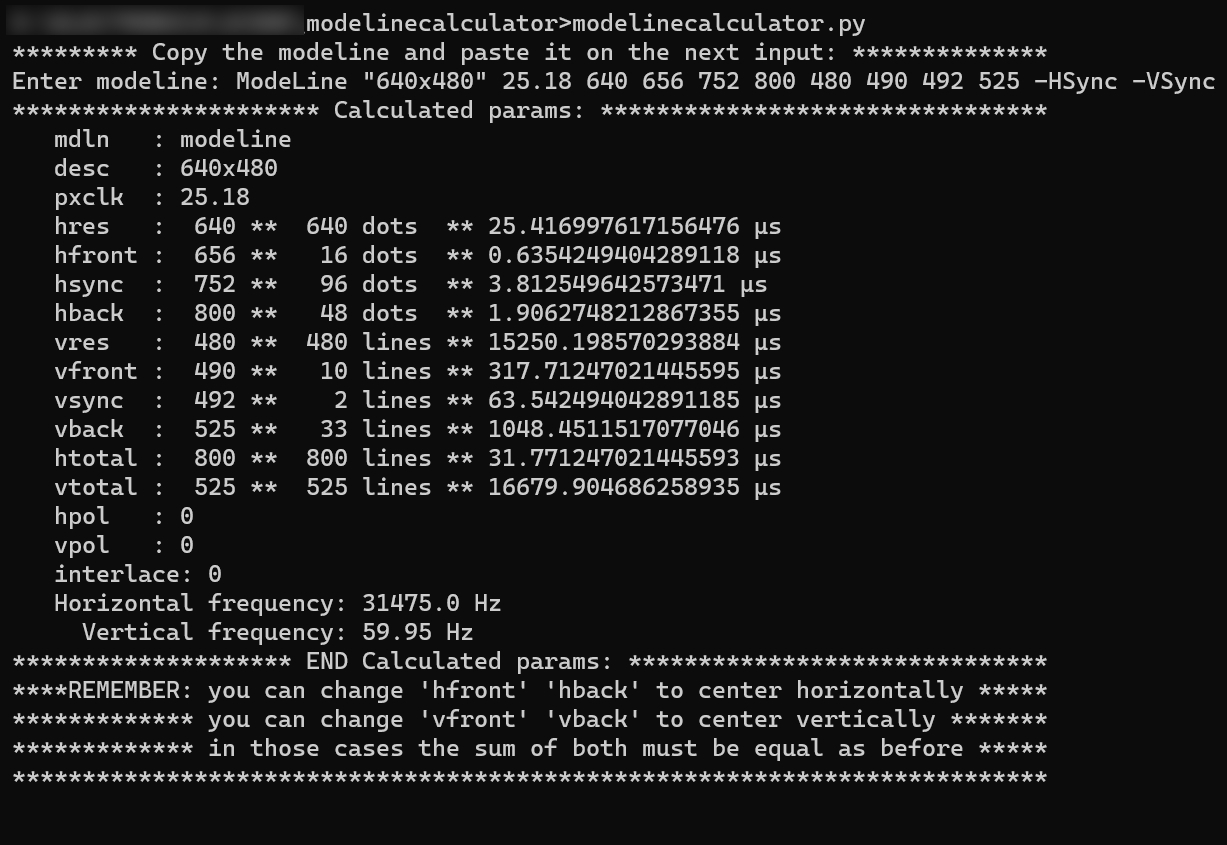 modelinecalculator>modelinecalculator.py
********* Copy the modeline and paste it on the next input: **************
Enter modeline: ModeLine "640x480" 25.18 640 656 752 800 480 490 492 525 -HSync -VSync
********************** Calculated params: ********************************
   mdln   : modeline
   desc   : 640x480
   pxclk  : 25.18
   hres   :  640 **  640 dots  ** 25.416997617156476 µs
   hfront :  656 **   16 dots  ** 0.6354249404289118 µs
   hsync  :  752 **   96 dots  ** 3.812549642573471 µs
   hback  :  800 **   48 dots  ** 1.9062748212867355 µs
   vres   :  480 **  480 lines ** 15250.198570293884 µs
   vfront :  490 **   10 lines ** 317.71247021445595 µs
   vsync  :  492 **    2 lines ** 63.542494042891185 µs
   vback  :  525 **   33 lines ** 1048.4511517077046 µs
   htotal :  800 **  800 lines ** 31.771247021445593 µs
   vtotal :  525 **  525 lines ** 16679.904686258935 µs
   hpol   : 0
   vpol   : 0
   interlace: 0
   Horizontal frequency: 31475.0 Hz
     Vertical frequency: 59.95 Hz
******************** END Calculated params: ******************************
****REMEMBER: you can change 'hfront' 'hback' to center horizontally *****
************* you can change 'vfront' 'vback' to center vertically *******
************* in those cases the sum of both must be equal as before *****
**************************************************************************